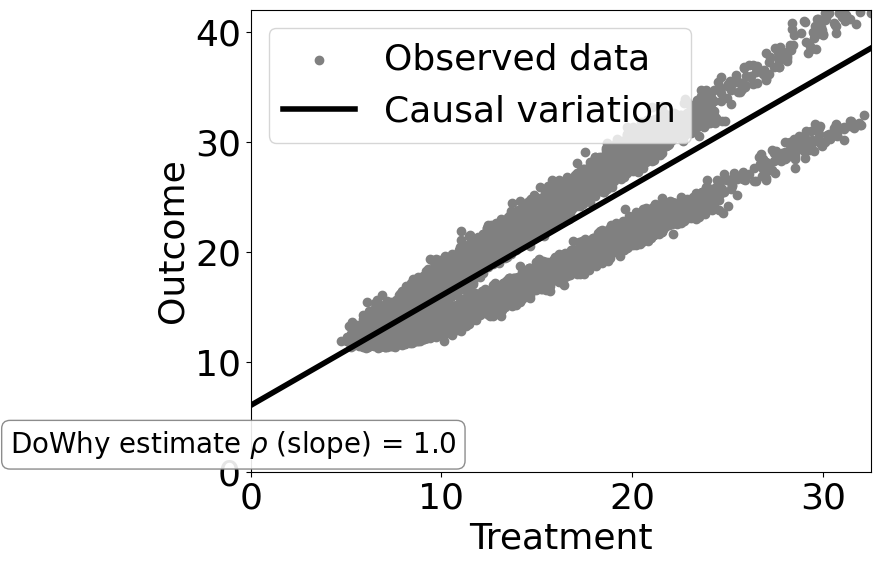 40
Observed data
Causal variation
30
20
10
0
Outcome
DoWhy estimate ρ (slope) = 1.0
0 10 20 30
Treatment